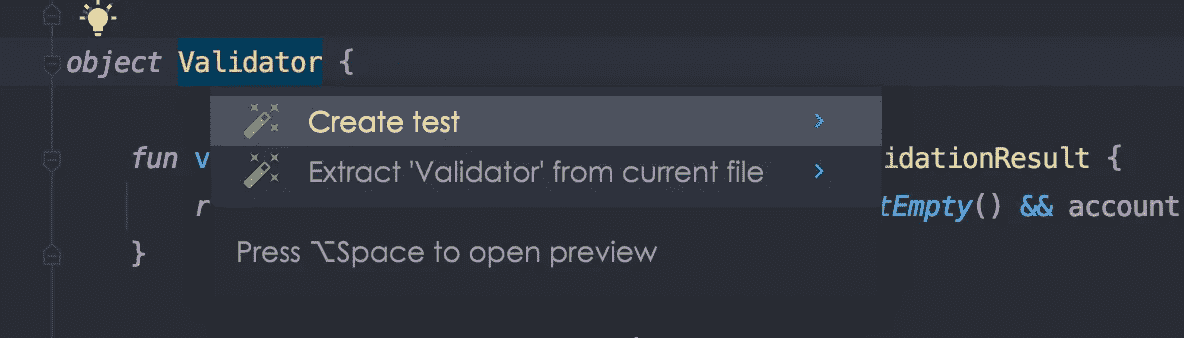 object Validator {
Create test
fun v idationResult {
Extract 'Validator' from current file
r tEmpty() && account
}
Press ⌥Space to open preview